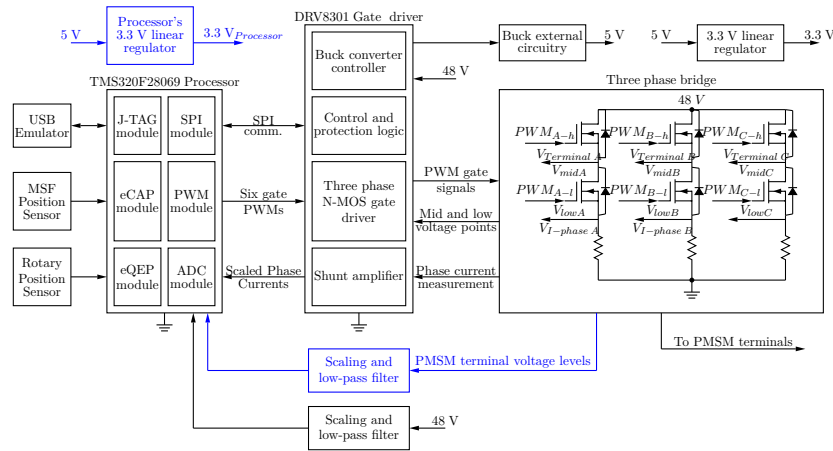 Processor's
3.3 V linear
regulator
5 V
3.3 V_Processor
DRV8301 Gate driver
Buck converter
controller
Buck external
circuitry
5 V
5 V
3.3 V linear
regulator
3.3 V
48 V
TMS320F28069 Processor
Three phase bridge
USB
Emulator
J-TAG
module
SPI
module
SPI
comm.
Control and
protection logic
MSF
Position
Sensor
eCAP
module
PWM
module
Six gate
PWMs
Three phase
N-MOS gate
driver
PWM gate
signals
Mid and low
voltage points
Rotary
Position
Sensor
eQEP
module
ADC
module
Scaled Phase
Currents
Shunt amplifier
Phase current
measurement
48 V
PWM_A−h
PWM_B−h
PWM_C−h
V_Terminal A
V_Terminal B
V_Terminal C
V_midA
V_midB
V_midC
PWM_A−l
PWM_B−l
PWM_C−l
V_lowA
V_lowB
V_lowC
V_I−phase A
V_I−phase B
To PMSM terminals
Scaling and
low-pass filter
PMSM terminal voltage levels
Scaling and
low-pass filter
48 V